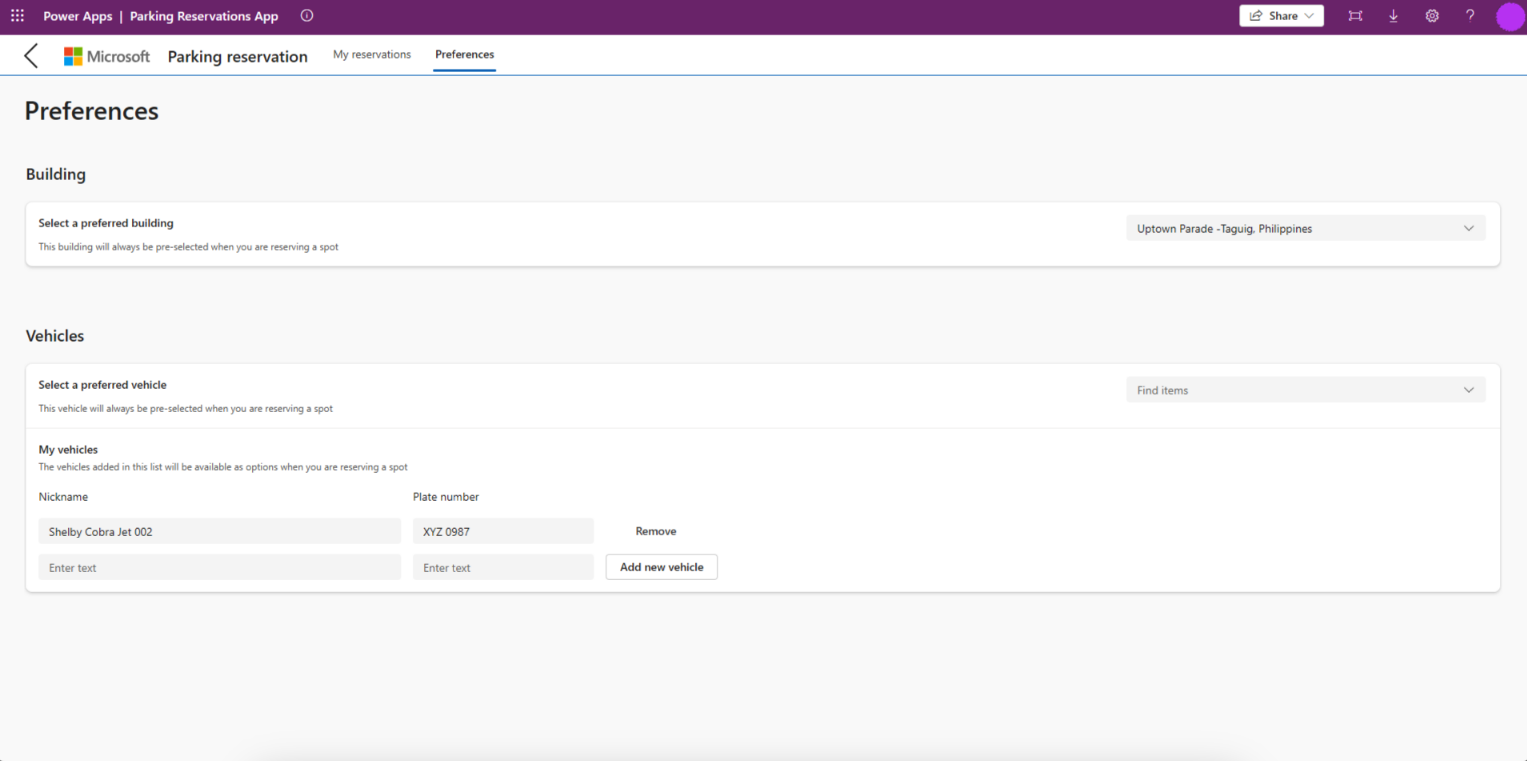 Power Apps | Parking Reservations App
Share
?
Microsoft
Parking reservation
My reservations
Preferences
Preferences
Building
Select a preferred building
This building will always be pre-selected when you are reserving a spot
Uptown Parade -Taguig, Philippines
Vehicles
Select a preferred vehicle
This vehicle will always be pre-selected when you are reserving a spot
Find items
My vehicles
The vehicles added in this list will be available as options when you are reserving a spot
Nickname
Plate number
Shelby Cobra Jet 002
XYZ 0987
Remove
Enter text
Enter text
Add new vehicle